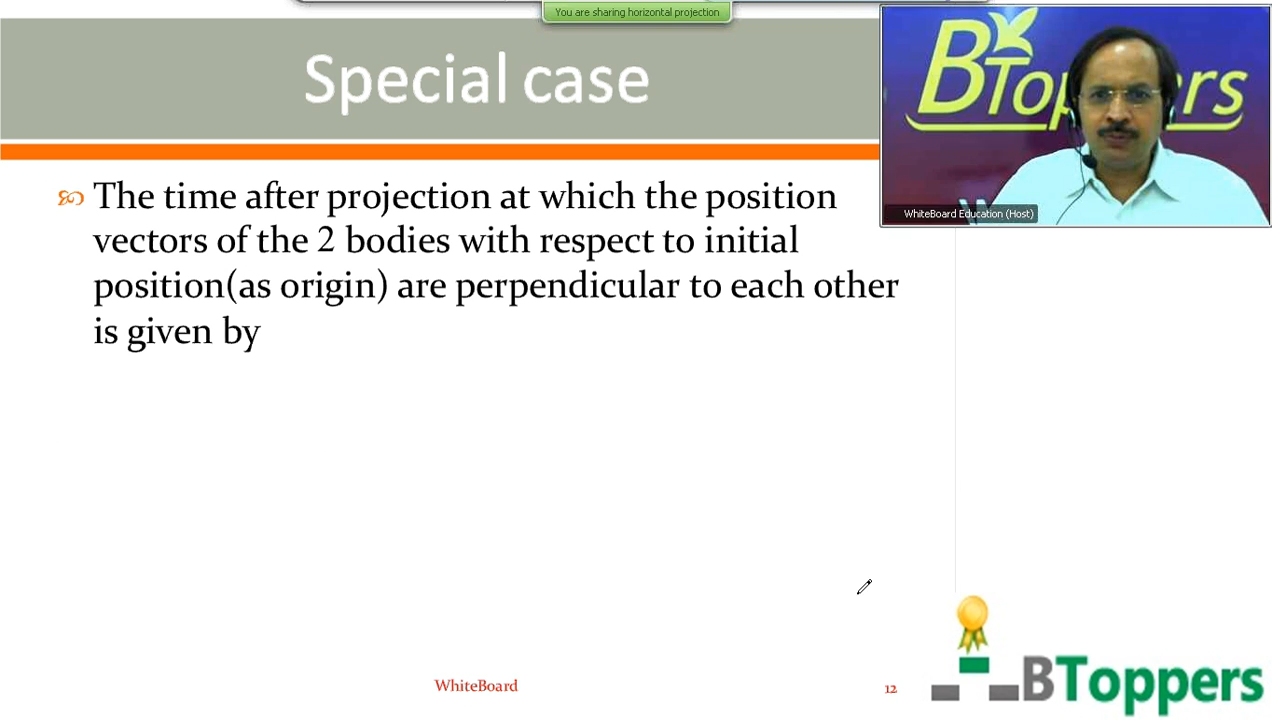 You are sharing horizontal projection
Special case
BToppers
WhiteBoard Education (Host)
The time after projection at which the position
vectors of the 2 bodies with respect to initial
position(as origin) are perpendicular to each other
is given by
WhiteBoard
12
BToppers